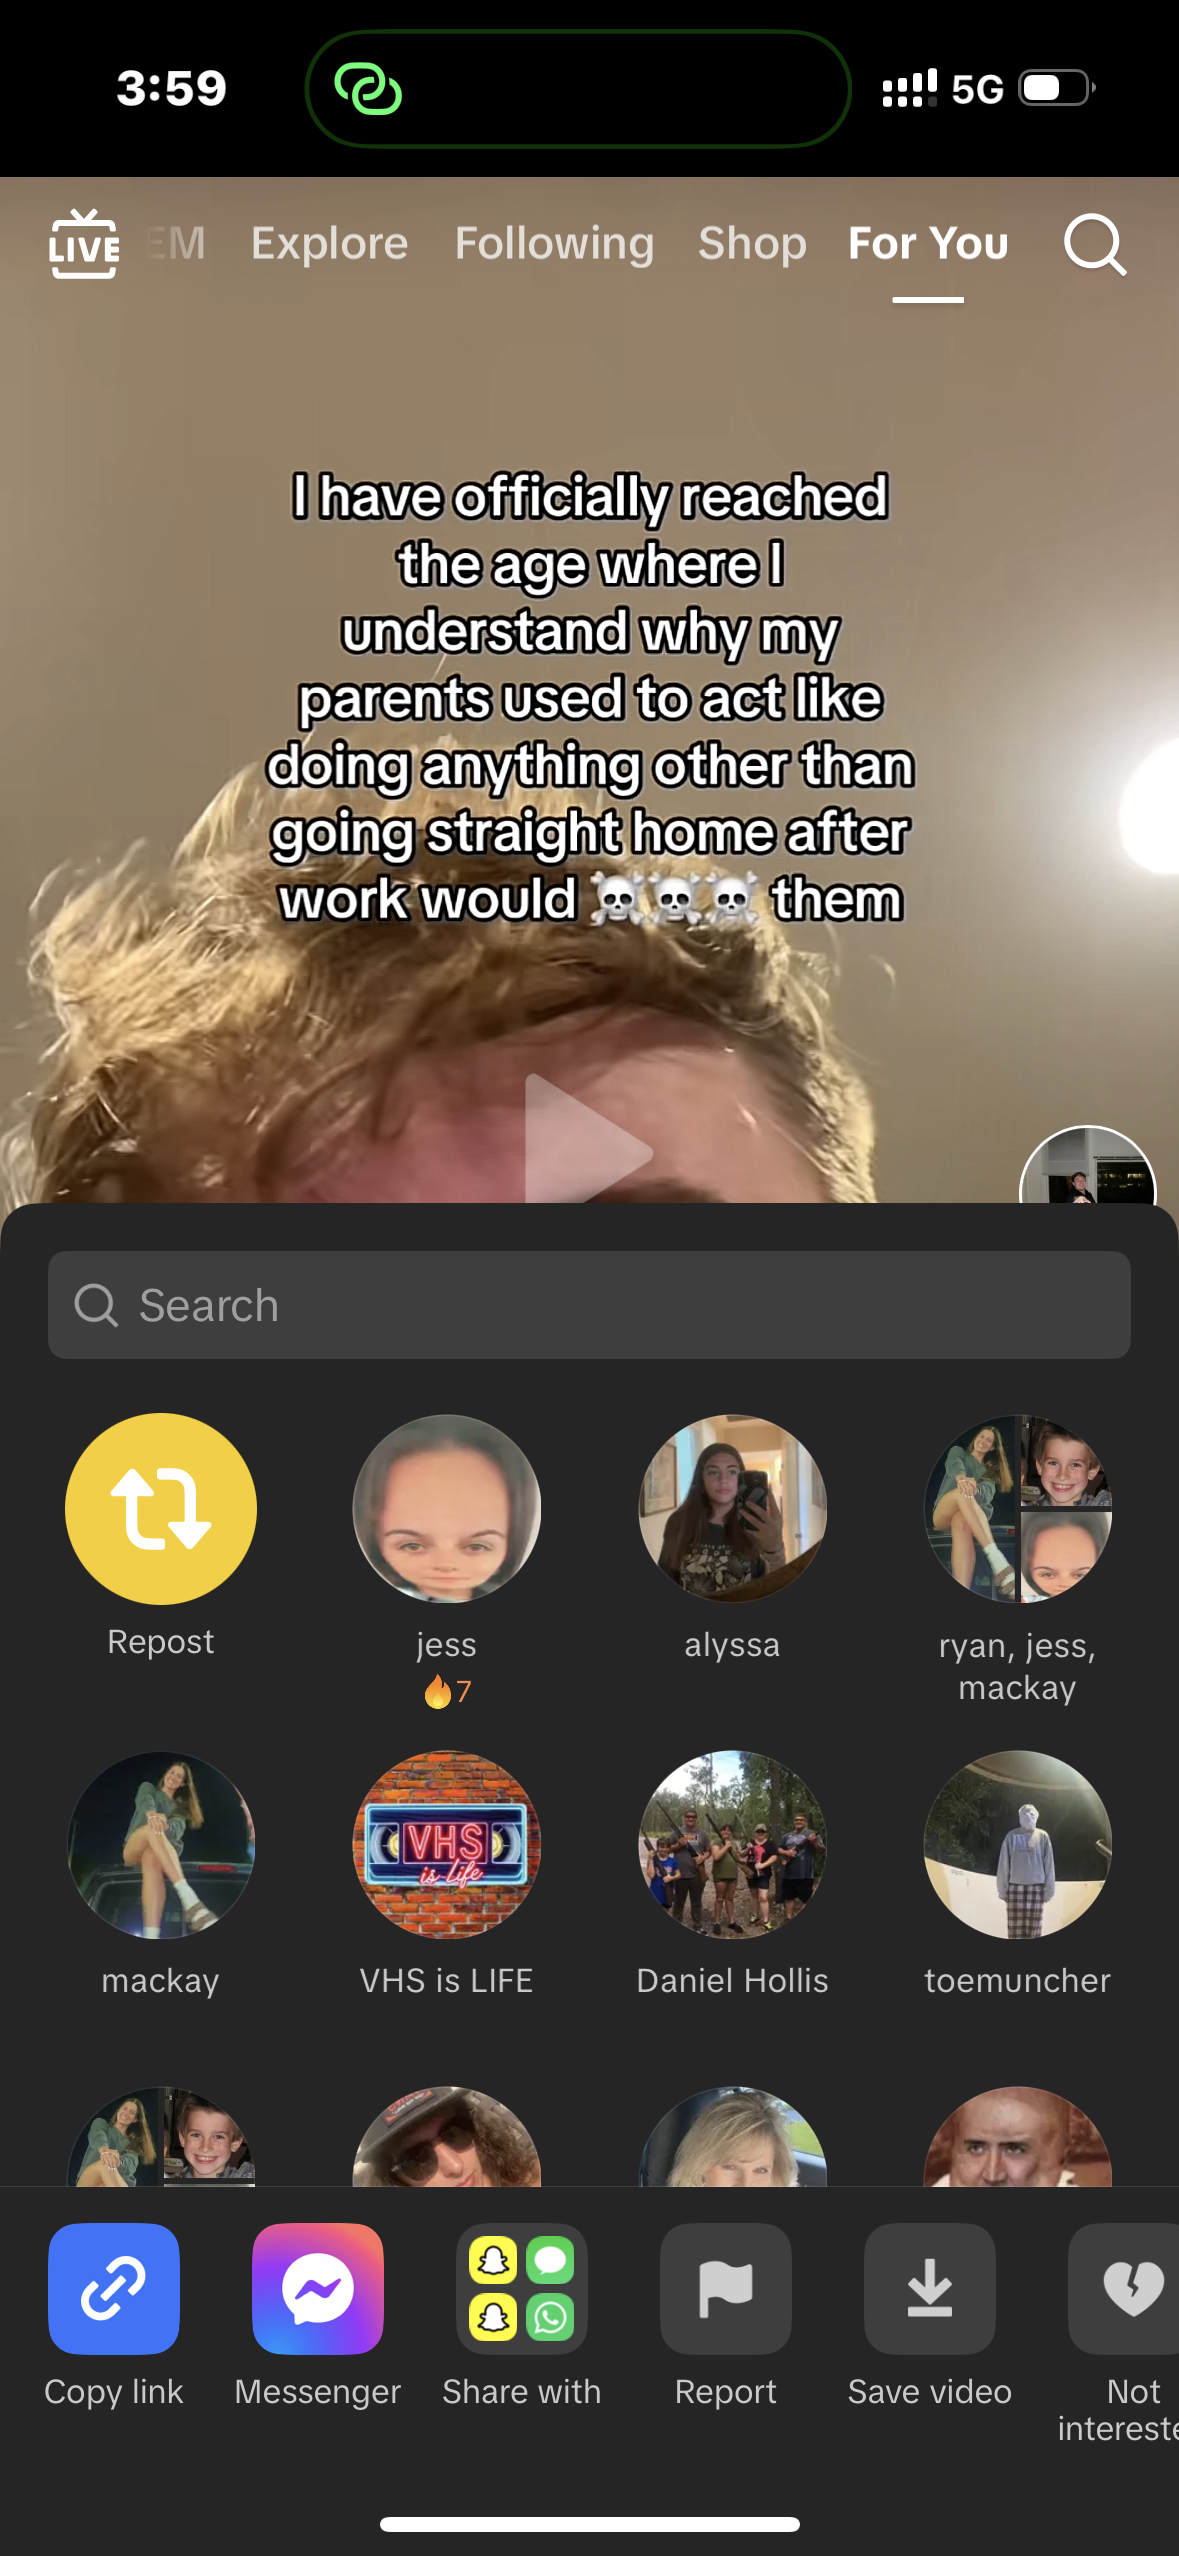 3:59
5G
LIVE
EM
Explore
Following
Shop
For You
I have officially reached
the age where I
understand why my
parents used to act like
doing anything other than
going straight home after
work would ☠️☠️☠️ them
Search
Repost
jess
🔥7
alyssa
ryan, jess,
mackay
mackay
VHS
is Life
VHS is LIFE
Daniel Hollis
toemuncher
Copy link
Messenger
Share with
Report
Save video
Not
intereste